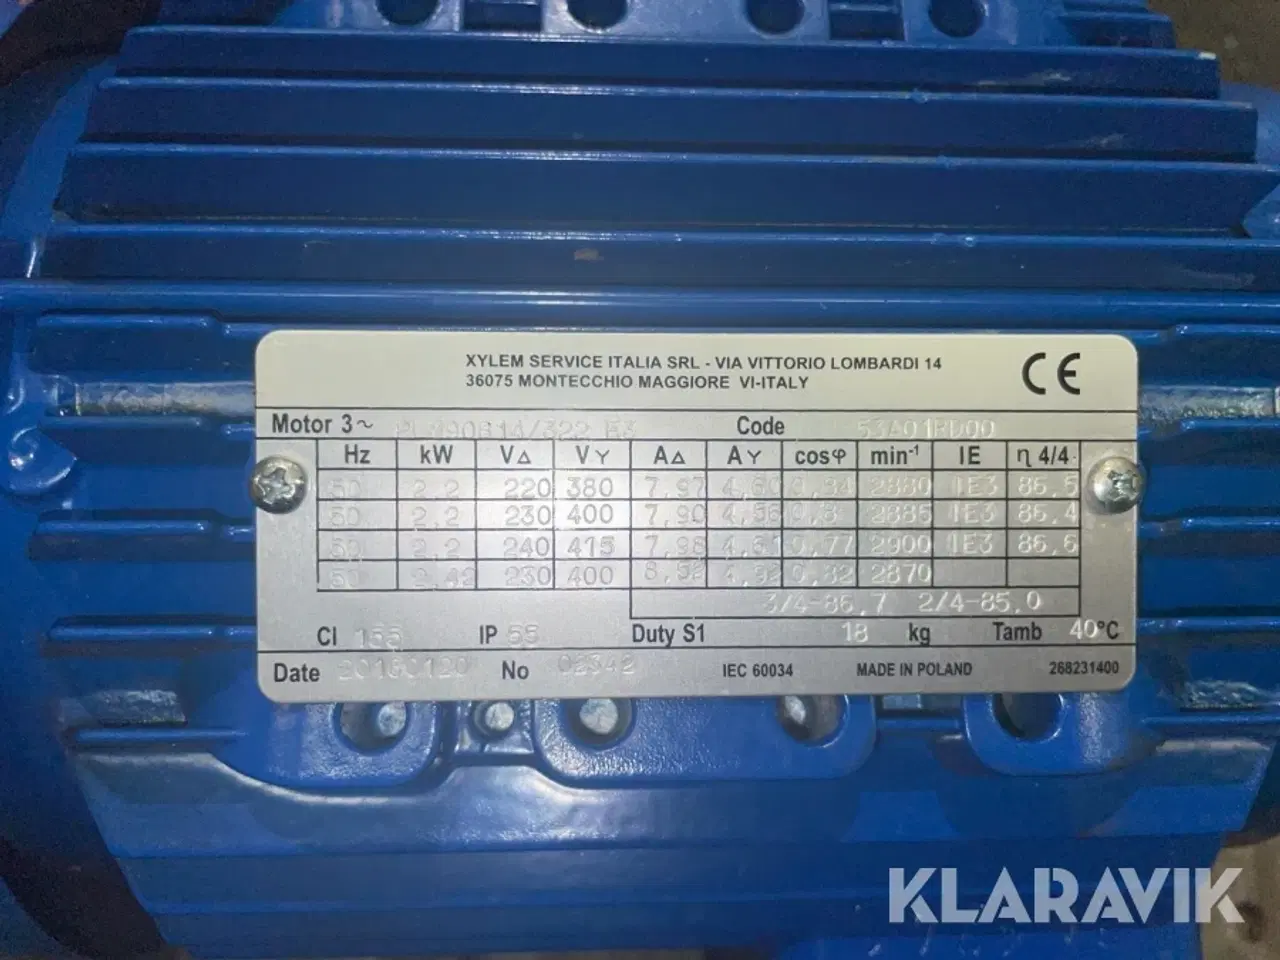 XYLEM SERVICE ITALIA SRL - VIA VITTORIO LOMBARDI 14
36075 MONTECCHIO MAGGIORE VI-ITALY
CE
Motor 3~ 90B14/322 E3 Code
Hz kW V△ VY A△ AY cosφ min⁻¹ IE η 4/4
50 2,2 220 380 7,97 4,60 0,84 2880 IE3 86,5
50 2,2 230 400 7,90 4,56 0,8 2885 IE3 86,4
50 2,2 240 415 7,98 4,61 0,77 2900 IE3 86,6
50 2,42 230 400 8,52 4,92 0,82 2870
3/4-86,7 2/4-85,0
Cl 155 IP 55 Duty S1 18 kg Tamb 40°C
Date No 02342 IEC 60034 MADE IN POLAND 268231400
KLARAVIK